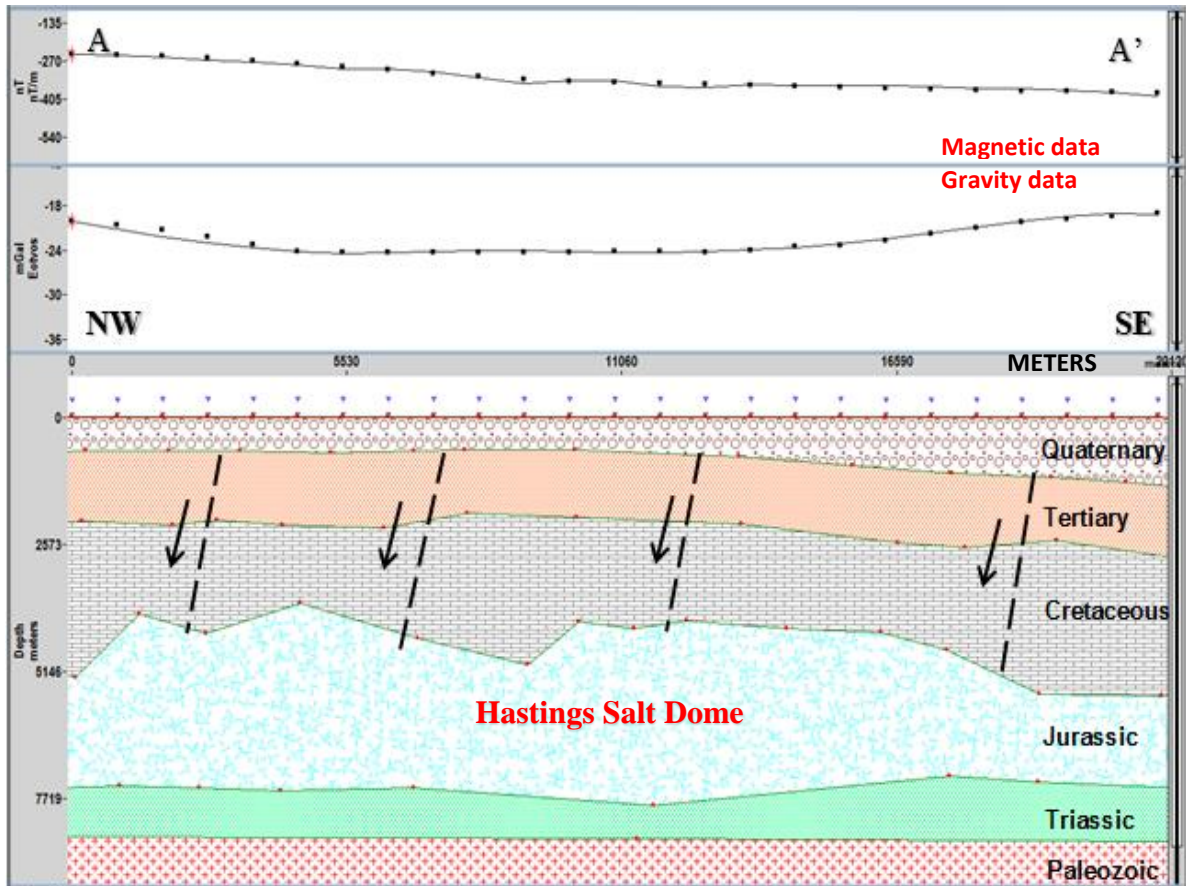 -135
A
A’
-270
nT
nT/m
-405
-540
Magnetic data
Gravity data
-18
mGal
Eotvos
-24
-30
NW
SE
-36
0
5530
11060
16590
METERS
0
Quaternary
Tertiary
2573
Cretaceous
Depth
meters
5146
Hastings Salt Dome
Jurassic
7719
Triassic
Paleozoic